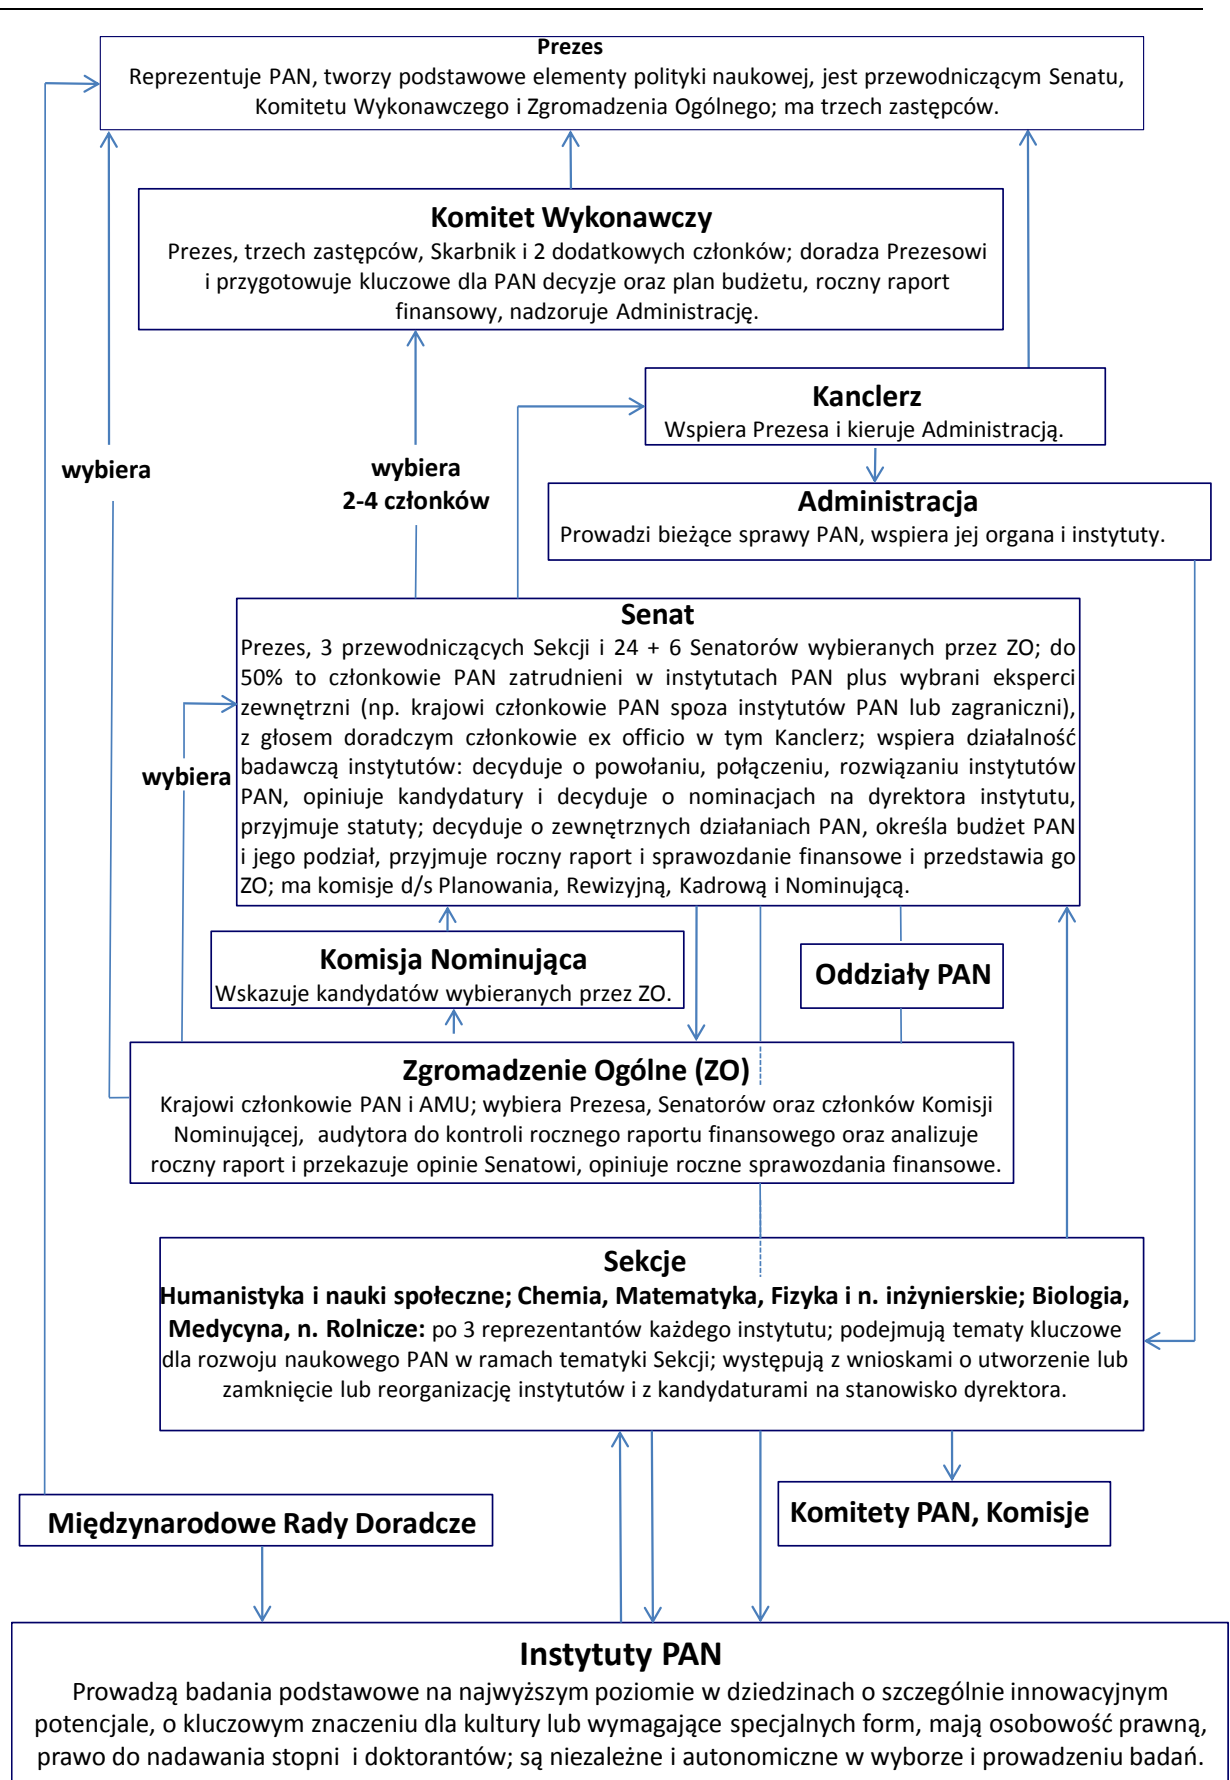 Prezes
Reprezentuje PAN, tworzy podstawowe elementy polityki naukowej, jest przewodniczącym Senatu,
Komitetu Wykonawczego i Zgromadzenia Ogólnego; ma trzech zastępców.
Komitet Wykonawczy
Prezes, trzech zastępców, Skarbnik i 2 dodatkowych członków; doradza Prezesowi
i przygotowuje kluczowe dla PAN decyzje oraz plan budżetu, roczny raport
finansowy, nadzoruje Administrację.
Kanclerz
Wspiera Prezesa i kieruje Administracją.
wybiera
wybiera
2-4 członków
Administracja
Prowadzi bieżące sprawy PAN, wspiera jej organa i instytuty.
Senat
Prezes, 3 przewodniczących Sekcji i 24 + 6 Senatorów wybieranych przez ZO; do
50% to członkowie PAN zatrudnieni w instytutach PAN plus wybrani eksperci
zewnętrzni (np. krajowi członkowie PAN spoza instytutów PAN lub zagraniczni),
z głosem doradczym członkowie ex officio w tym Kanclerz; wspiera działalność
badawczą instytutów: decyduje o powołaniu, połączeniu, rozwiązaniu instytutów
PAN, opiniuje kandydatury i decyduje o nominacjach na dyrektora instytutu,
przyjmuje statuty; decyduje o zewnętrznych działaniach PAN, określa budżet PAN
i jego podział, przyjmuje roczny raport i sprawozdanie finansowe i przedstawia go
ZO; ma komisje d/s Planowania, Rewizyjną, Kadrową i Nominującą.
wybiera
Komisja Nominująca
Wskazuje kandydatów wybieranych przez ZO.
Oddziały PAN
Zgromadzenie Ogólne (ZO)
Krajowi członkowie PAN i AMU; wybiera Prezesa, Senatorów oraz członków Komisji
Nominującej, audytora do kontroli rocznego raportu finansowego oraz analizuje
roczny raport i przekazuje opinie Senatowi, opiniuje roczne sprawozdania finansowe.
Sekcje
Humanistyka i nauki społeczne; Chemia, Matematyka, Fizyka i n. inżynierskie; Biologia,
Medycyna, n. Rolnicze: po 3 reprezentantów każdego instytutu; podejmują tematy kluczowe
dla rozwoju naukowego PAN w ramach tematyki Sekcji; występują z wnioskami o utworzenie lub
zamknięcie lub reorganizację instytutów i z kandydaturami na stanowisko dyrektora.
Międzynarodowe Rady Doradcze
Komitety PAN, Komisje
Instytuty PAN
Prowadzą badania podstawowe na najwyższym poziomie w dziedzinach o szczególnie innowacyjnym
potencjale, o kluczowym znaczeniu dla kultury lub wymagające specjalnych form, mają osobowość prawną,
prawo do nadawania stopni i doktorantów; są niezależne i autonomiczne w wyborze i prowadzeniu badań.